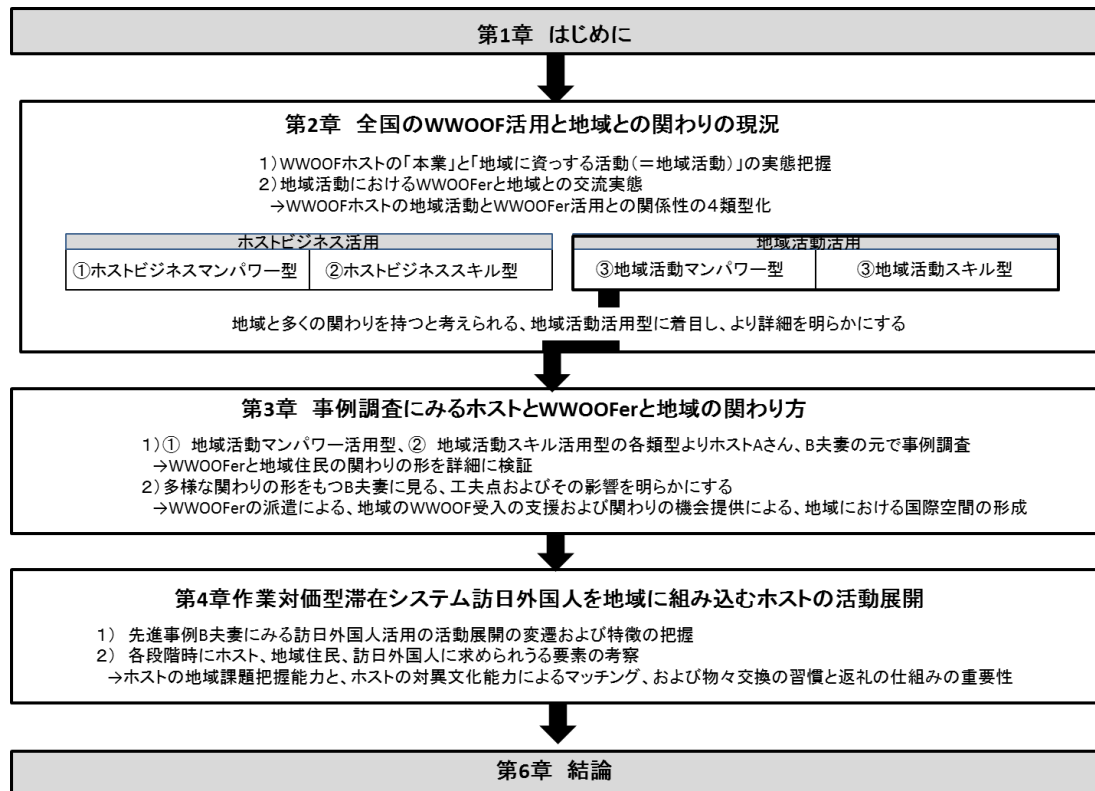 第1章 はじめに
第2章 全国のWWOOF活用と地域との関わりの現況
1)WWOOFホストの「本業」と「地域に資っする活動(=地域活動)」の実態把握
2)地域活動におけるWWOOFerと地域との交流実態
→WWOOFホストの地域活動とWWOOFer活用との関係性の4類型化
ホストビジネス活用
①ホストビジネスマンパワー型
②ホストビジネススキル型
地域活動活用
③地域活動マンパワー型
③地域活動スキル型
地域と多くの関わりを持つと考えられる、地域活動活用型に着目し、より詳細を明らかにする
第3章 事例調査にみるホストとWWOOFerと地域の関わり方
1)① 地域活動マンパワー活用型、② 地域活動スキル活用型の各類型よりホストAさん、B夫妻の元で事例調査
→WWOOFerと地域住民の関わりの形を詳細に検証
2)多様な関わりの形をもつB夫妻に見る、工夫点およびその影響を明らかにする
→WWOOFerの派遣による、地域のWWOOF受入の支援および関わりの機会提供による、地域における国際空間の形成
第4章作業対価型滞在システム訪日外国人を地域に組み込むホストの活動展開
1) 先進事例B夫妻にみる訪日外国人活用の活動展開の変遷および特徴の把握
2) 各段階時にホスト、地域住民、訪日外国人に求められうる要素の考察
→ホストの地域課題把握能力と、ホストの対異文化能力によるマッチング、および物々交換の習慣と返礼の仕組みの重要性
第6章 結論